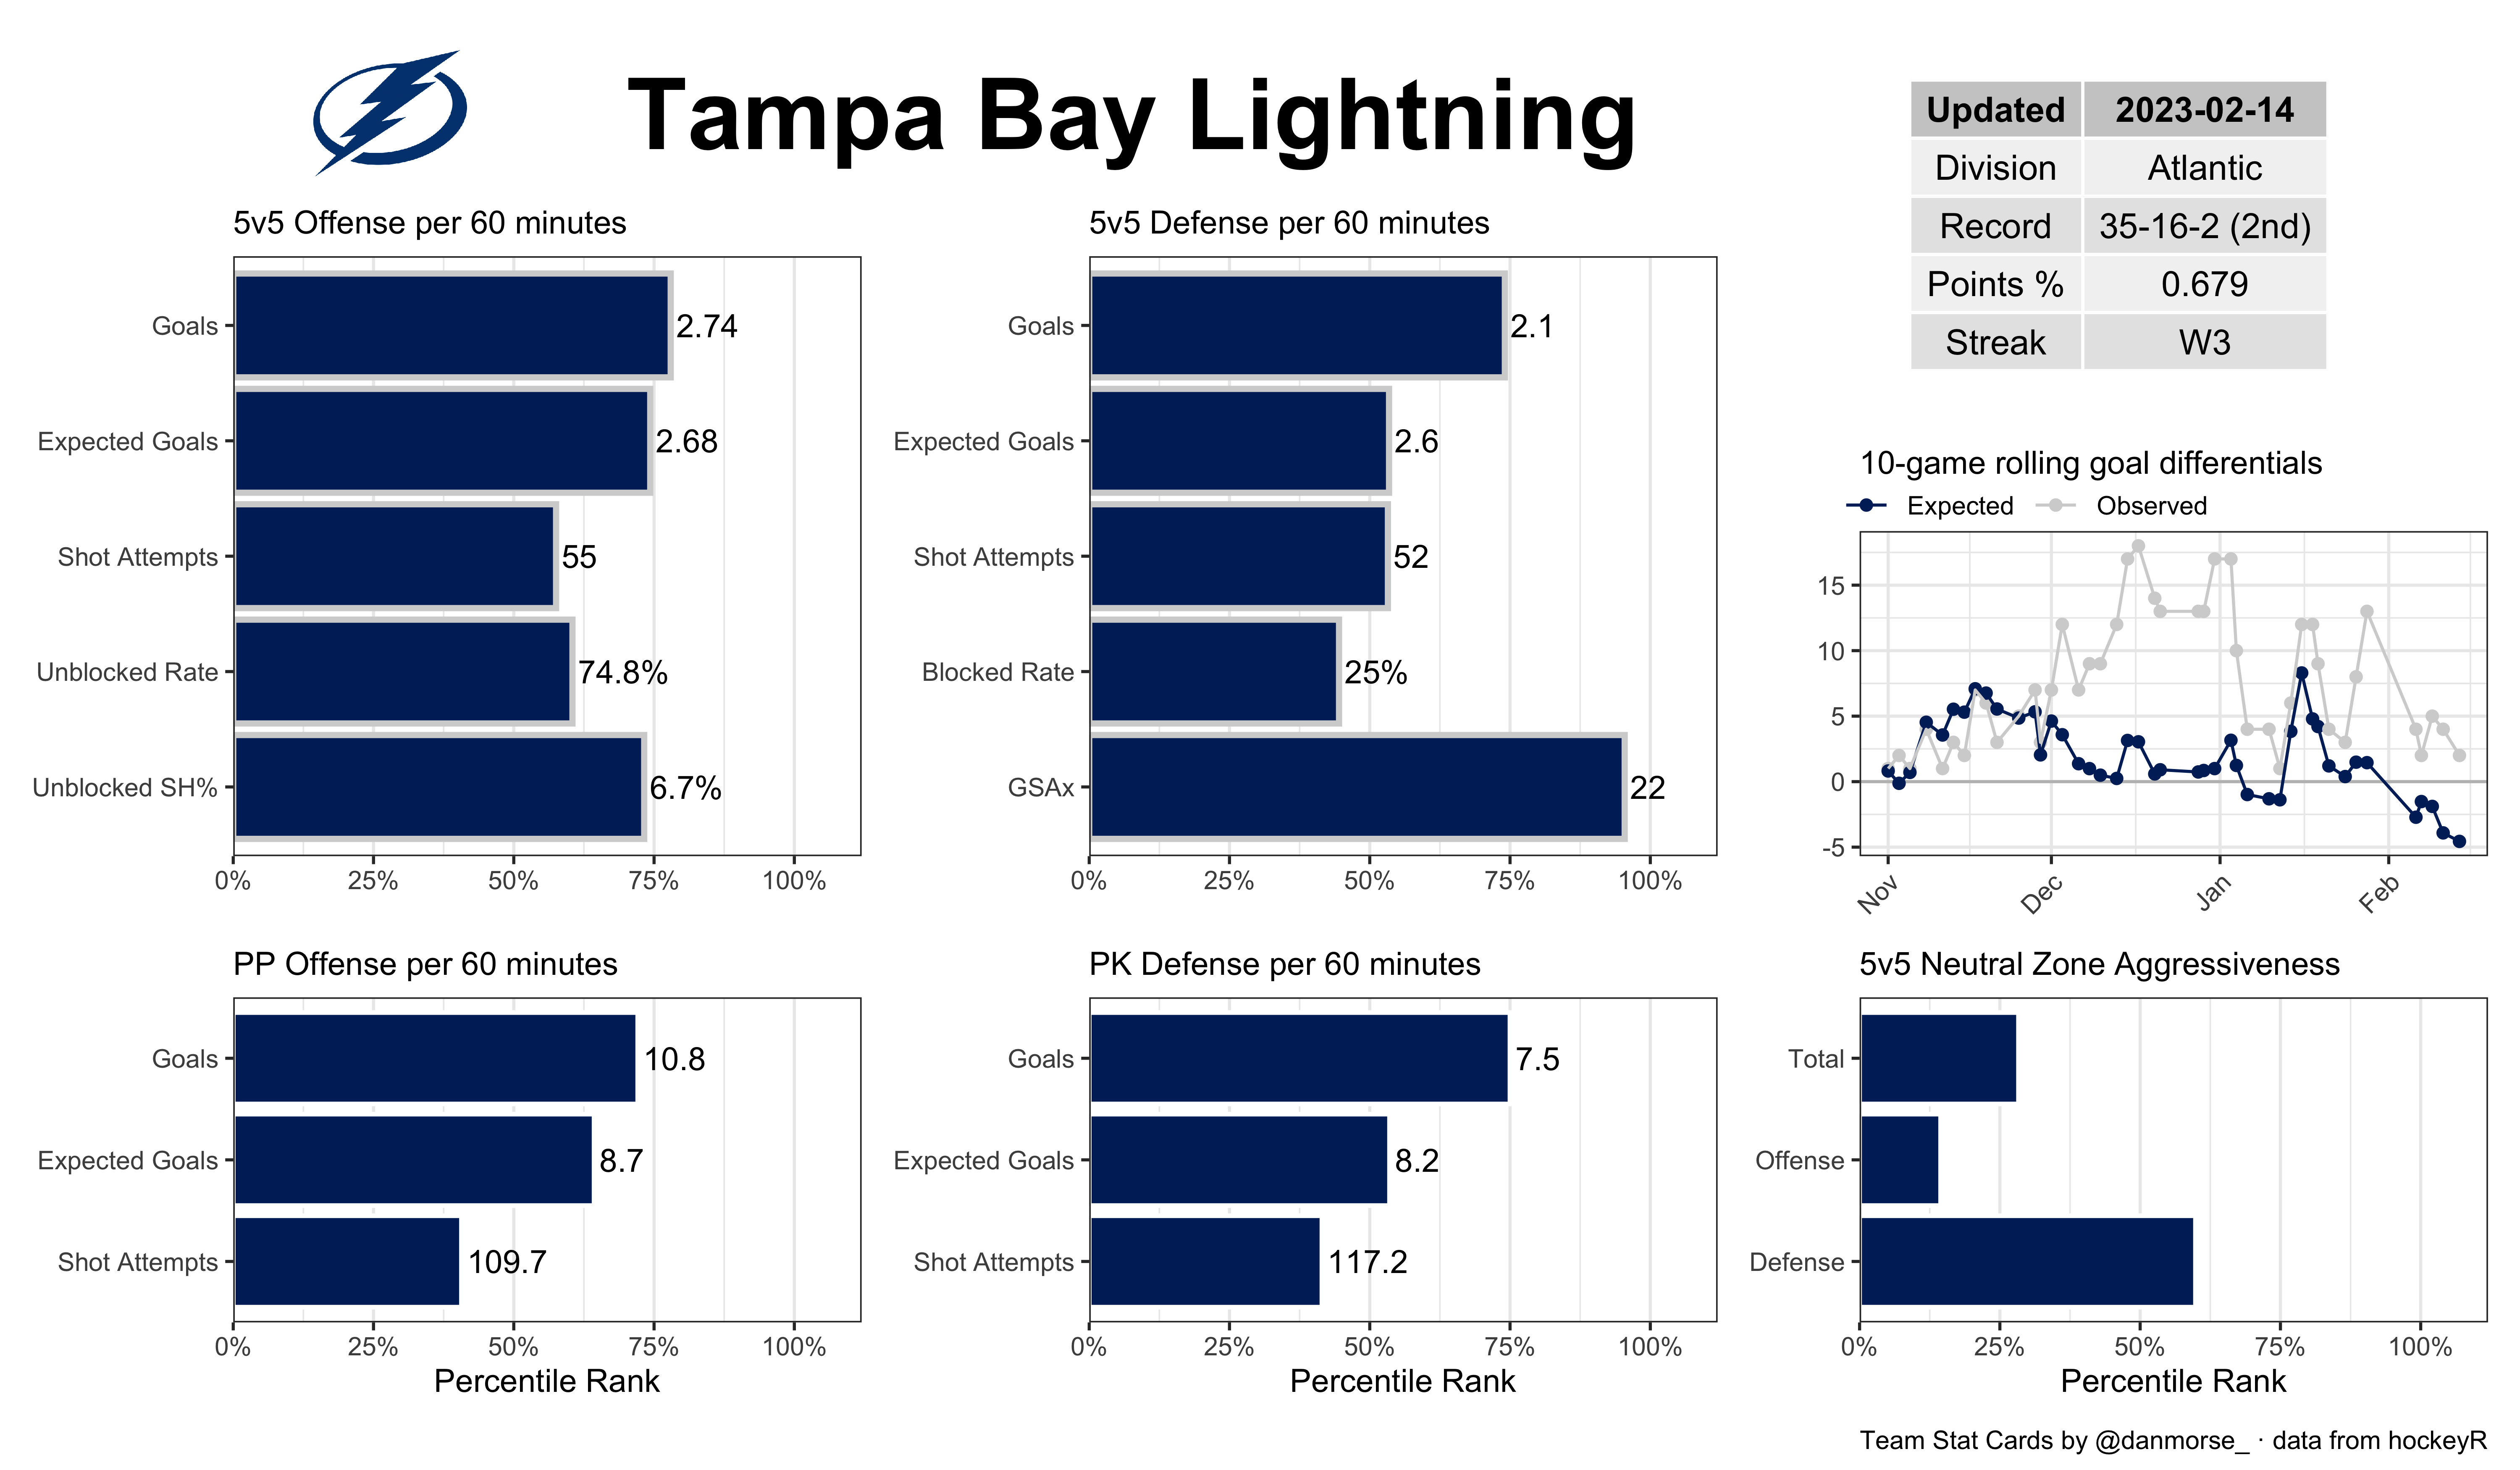 Tampa Bay Lightning
Updated 2023-02-14
Division Atlantic
Record 35-16-2 (2nd)
Points % 0.679
Streak W3
5v5 Offense per 60 minutes
Goals 2.74
Expected Goals 2.68
Shot Attempts 55
Unblocked Rate 74.8%
Unblocked SH% 6.7%
0% 25% 50% 75% 100%
5v5 Defense per 60 minutes
Goals 2.1
Expected Goals 2.6
Shot Attempts 52
Blocked Rate 25%
GSAx 22
0% 25% 50% 75% 100%
10-game rolling goal differentials
Expected Observed
15
10
5
0
-5
Nov Dec Jan Feb
PP Offense per 60 minutes
Goals 10.8
Expected Goals 8.7
Shot Attempts 109.7
0% 25% 50% 75% 100%
Percentile Rank
PK Defense per 60 minutes
Goals 7.5
Expected Goals 8.2
Shot Attempts 117.2
0% 25% 50% 75% 100%
Percentile Rank
5v5 Neutral Zone Aggressiveness
Total
Offense
Defense
0% 25% 50% 75% 100%
Percentile Rank
Team Stat Cards by @danmorse_ · data from hockeyR